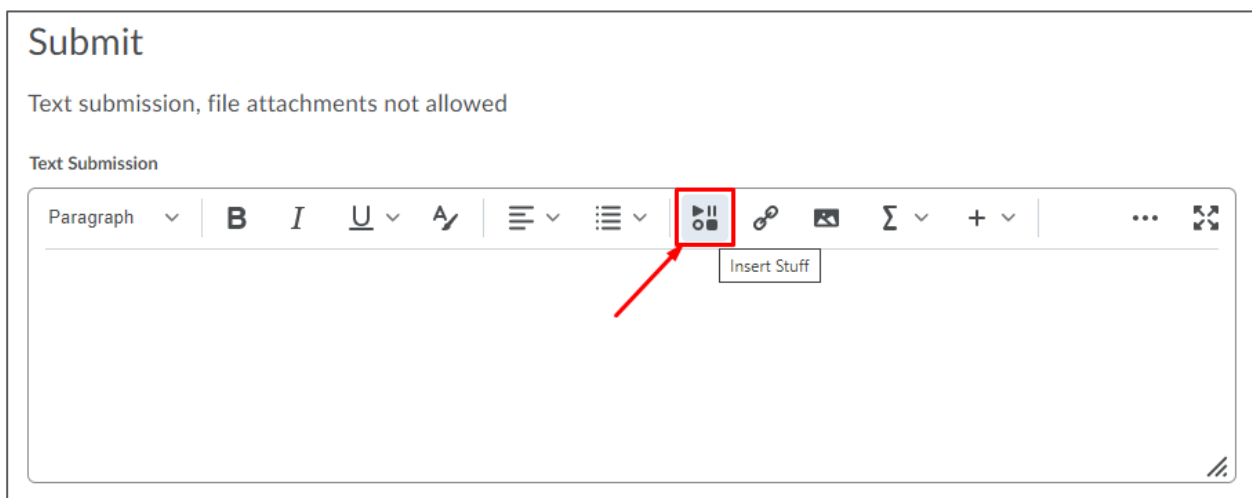 Submit
Text submission, file attachments not allowed
Text Submission
Paragraph B I U A Σ +
Insert Stuff